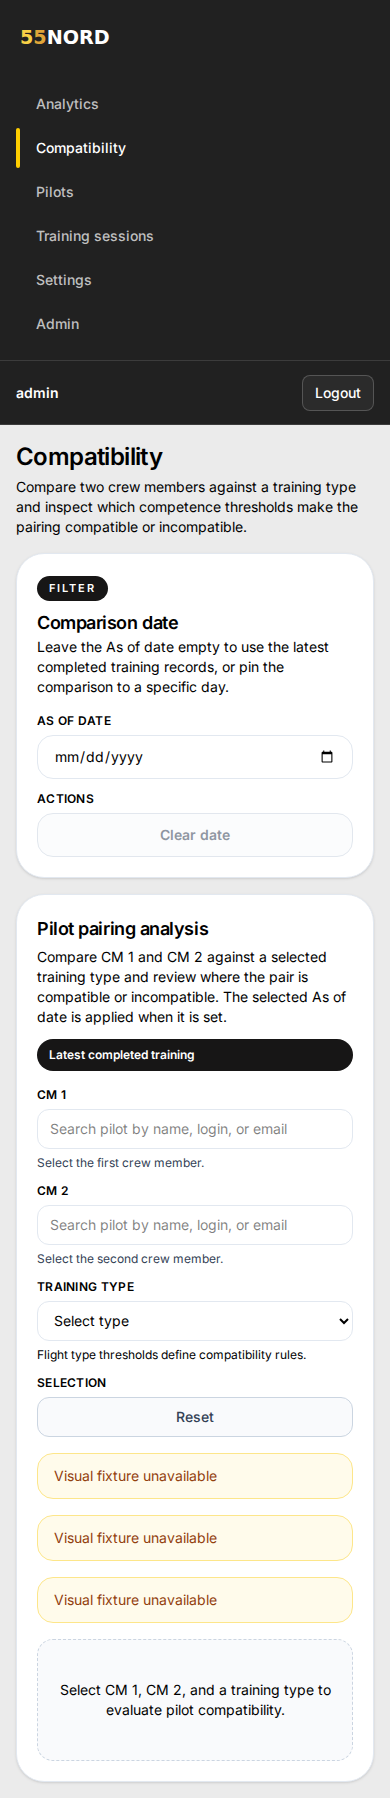 55NORD
Analytics
Compatibility
Pilots
Training sessions
Settings
Admin
admin
Logout
Compatibility
Compare two crew members against a training type
and inspect which competence thresholds make the
pairing compatible or incompatible.
FILTER
Comparison date
Leave the As of date empty to use the latest
completed training records, or pin the
comparison to a specific day.
AS OF DATE
mm/dd/yyyy
ACTIONS
Clear date
Pilot pairing analysis
Compare CM 1 and CM 2 against a selected
training type and review where the pair is
compatible or incompatible. The selected As of
date is applied when it is set.
Latest completed training
CM 1
Search pilot by name, login, or email
Select the first crew member.
CM 2
Search pilot by name, login, or email
Select the second crew member.
TRAINING TYPE
Select type
Flight type thresholds define compatibility rules.
SELECTION
Reset
Visual fixture unavailable
Visual fixture unavailable
Visual fixture unavailable
Select CM 1, CM 2, and a training type to
evaluate pilot compatibility.